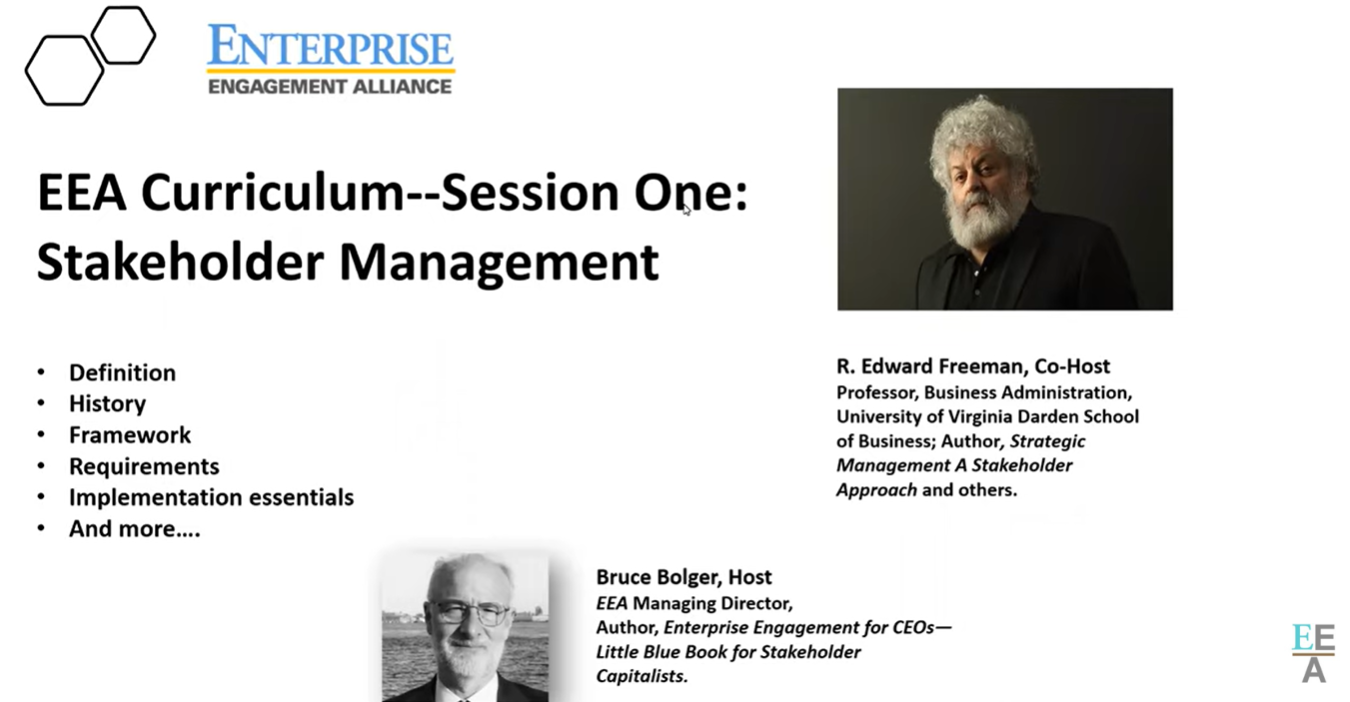 ENTERPRISE
ENGAGEMENT ALLIANCE
EEA Curriculum--Session One:
Stakeholder Management
• Definition
• History
• Framework
• Requirements
• Implementation essentials
• And more....
R. Edward Freeman, Co-Host
Professor, Business Administration,
University of Virginia Darden School
of Business; Author, Strategic
Management A Stakeholder
Approach and others.
Bruce Bolger, Host
EEA Managing Director,
Author, Enterprise Engagement for CEOs—
Little Blue Book for Stakeholder
Capitalists.
EE
A